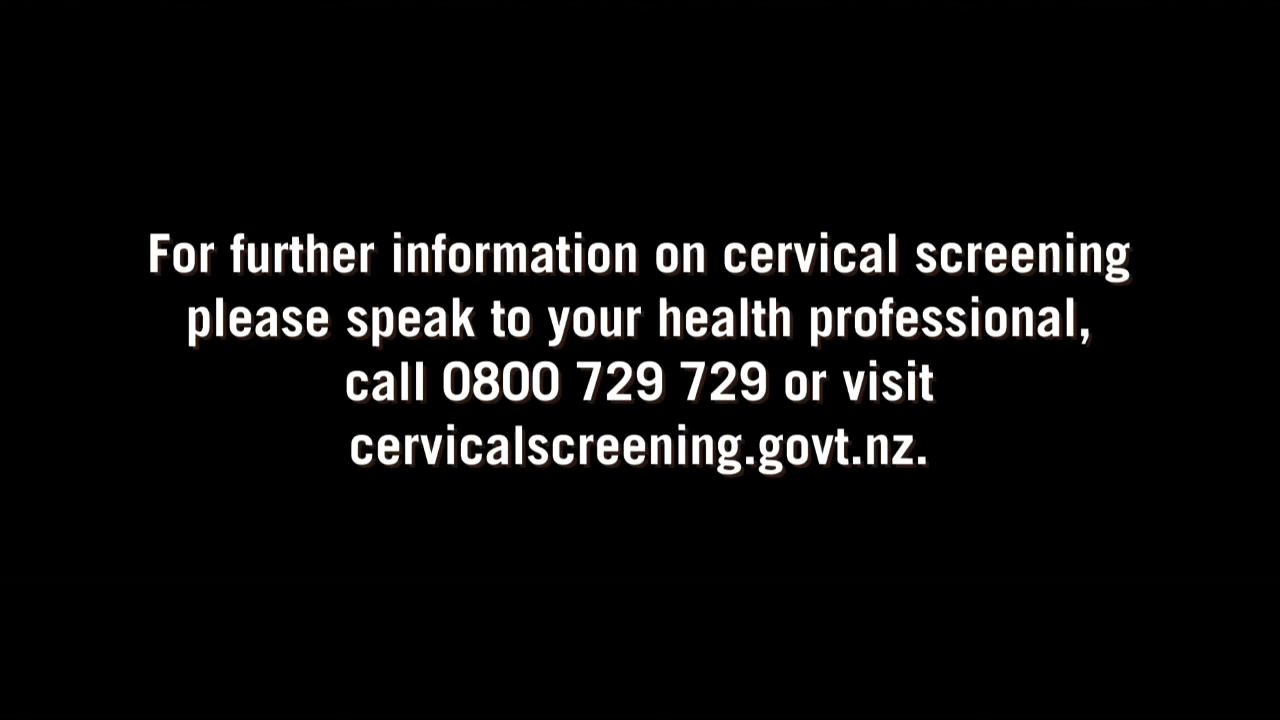 For further information on cervical screening
please speak to your health professional,
call 0800 729 729 or visit
cervicalscreening.govt.nz.